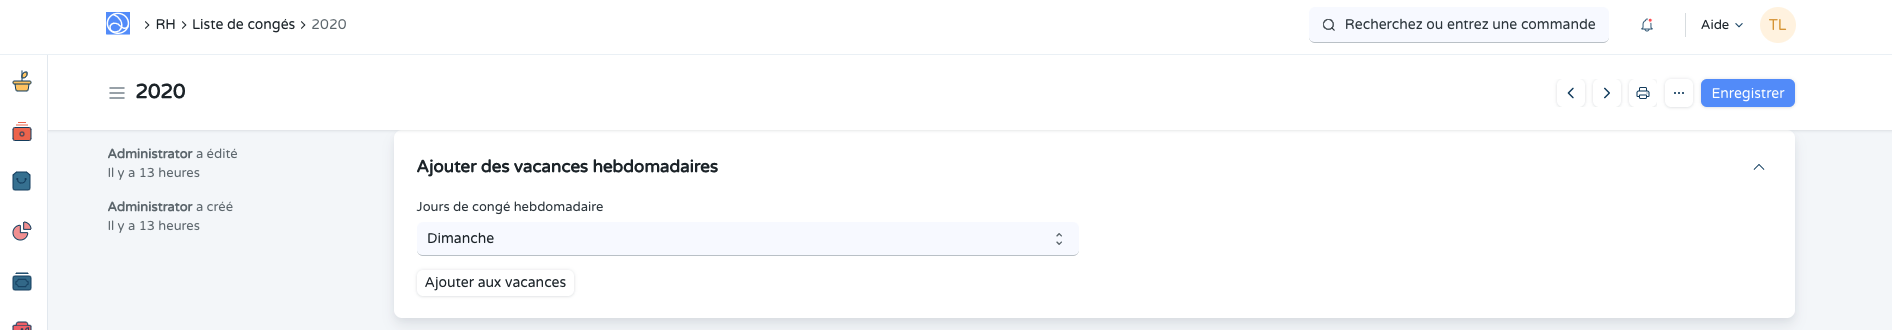 RH > Liste de congés > 2020
Recherchez ou entrez une commande
Aide
TL
2020
Enregistrer
Administrator a édité
Il y a 13 heures
Administrator a créé
Il y a 13 heures
Ajouter des vacances hebdomadaires
Jours de congé hebdomadaire
Dimanche
Ajouter aux vacances